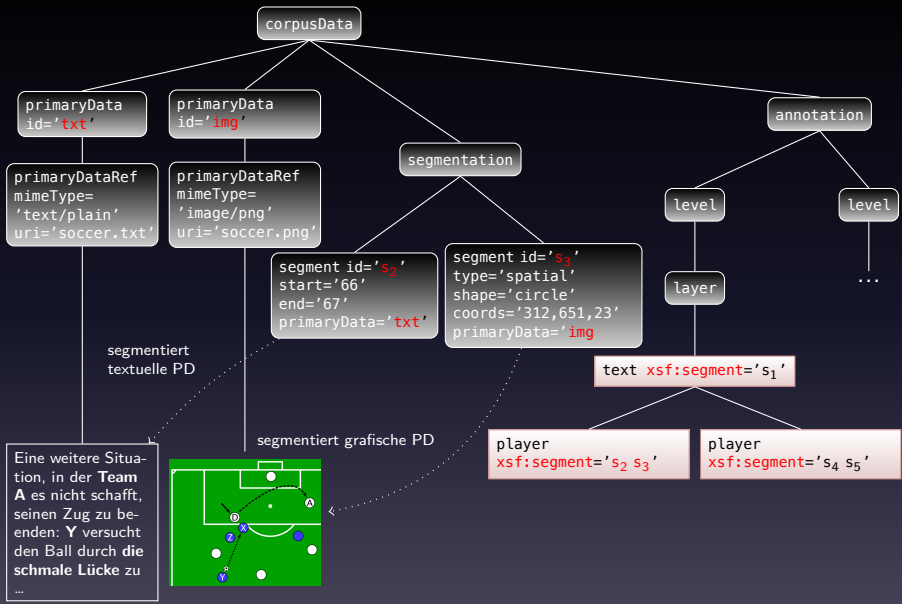 corpusData
primaryData
id=’txt’
primaryData
id=’img’
annotation
segmentation
primaryDataRef
mimeType=
’text/plain’
uri=’soccer.txt’
primaryDataRef
mimeType=
’image/png’
uri=’soccer.png’
level
level
segment id=’s₂’
start=’66’
end=’67’
primaryData=’txt’
segment id=’s₃’
type=’spatial’
shape=’circle’
coords=’312,651,23’
primaryData=’img
layer
...
segmentiert
textuelle PD
text xsf:segment=’s₁’
segmentiert grafische PD
player
xsf:segment=’s₂ s₃’
player
xsf:segment=’s₄ s₅’
Eine weitere Situa-
tion, in der Team
A es nicht schafft,
seinen Zug zu be-
enden: Y versucht
den Ball durch die
schmale Lücke zu
...
A
D
X
Z
Y